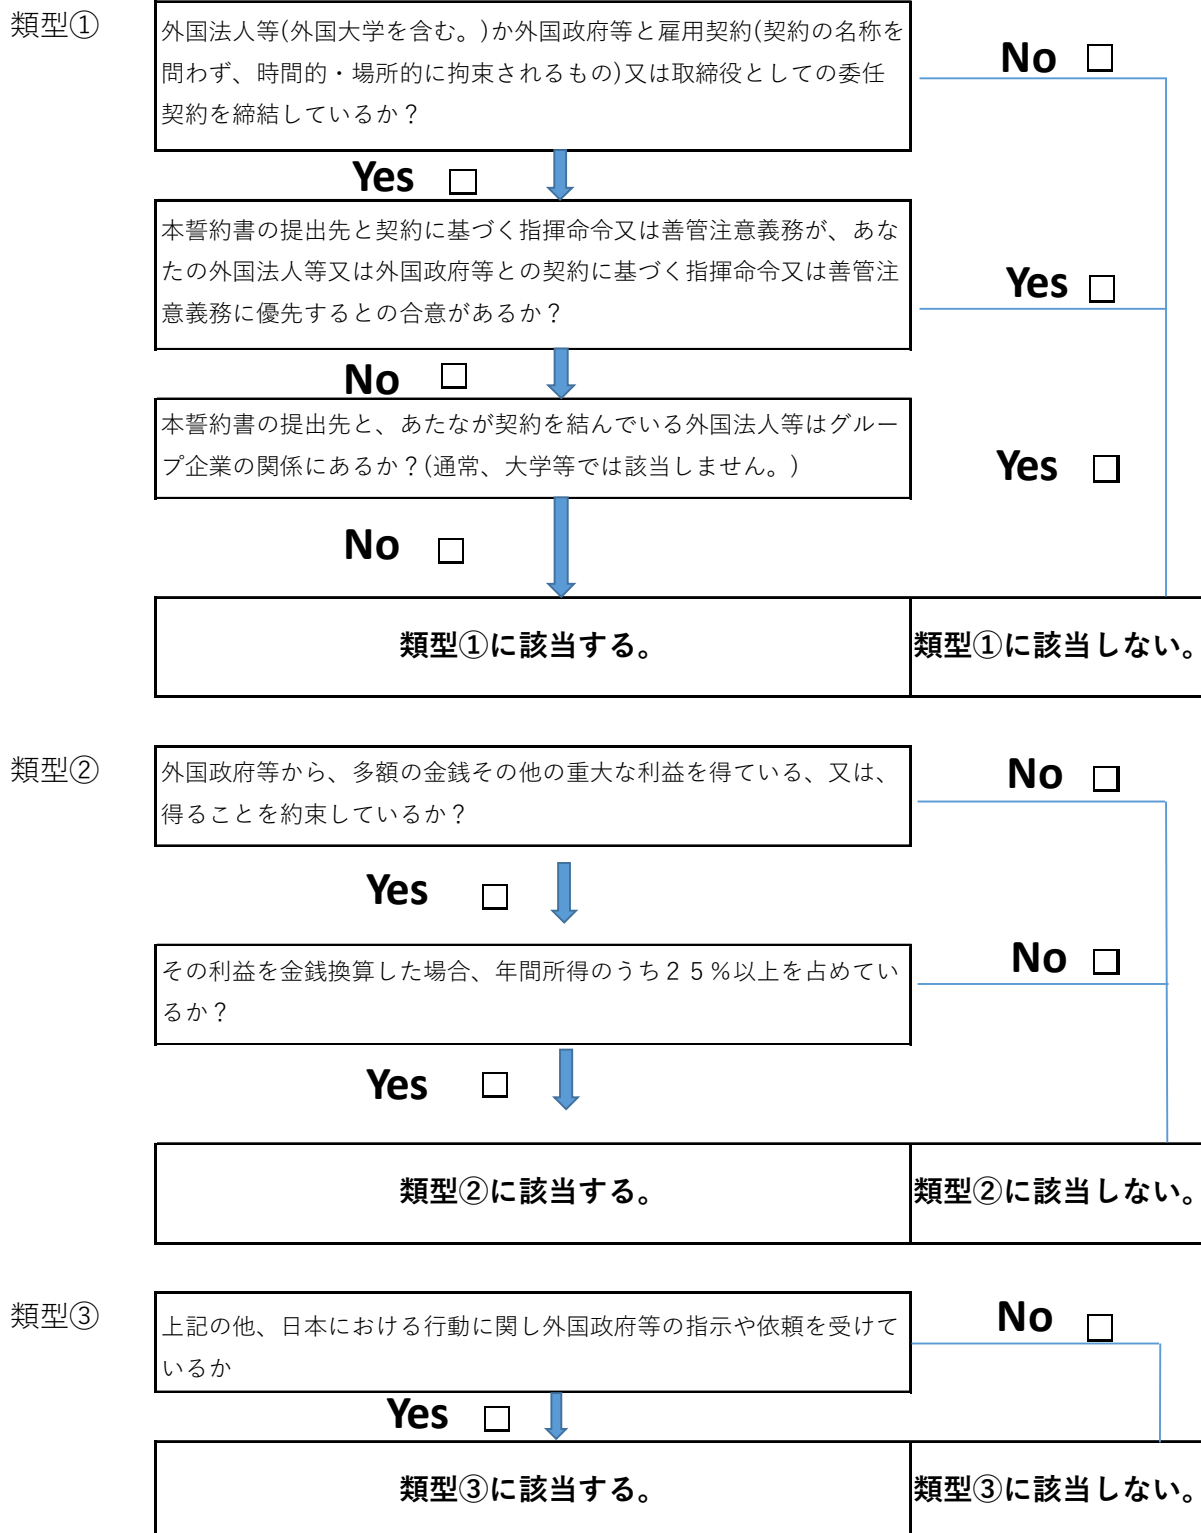 類型①
外国法人等(外国大学を含む。)か外国政府等と雇用契約(契約の名称を
問わず、時間的・場所的に拘束されるもの)又は取締役としての委任
契約を締結しているか？
No □
Yes □
本誓約書の提出先と契約に基づく指揮命令又は善管注意義務が、あな
たの外国法人等又は外国政府等との契約に基づく指揮命令又は善管注
意義務に優先するとの合意があるか？
Yes □
No □
本誓約書の提出先と、あたなが契約を結んでいる外国法人等はグルー
プ企業の関係にあるか？(通常、大学等では該当しません。)
Yes □
No □
類型①に該当する。
類型①に該当しない。
類型②
外国政府等から、多額の金銭その他の重大な利益を得ている、又は、
得ることを約束しているか？
No □
Yes □
その利益を金銭換算した場合、年間所得のうち２５％以上を占めてい
るか？
No □
Yes □
類型②に該当する。
類型②に該当しない。
類型③
上記の他、日本における行動に関し外国政府等の指示や依頼を受けて
いるか
No □
Yes □
類型③に該当する。
類型③に該当しない。